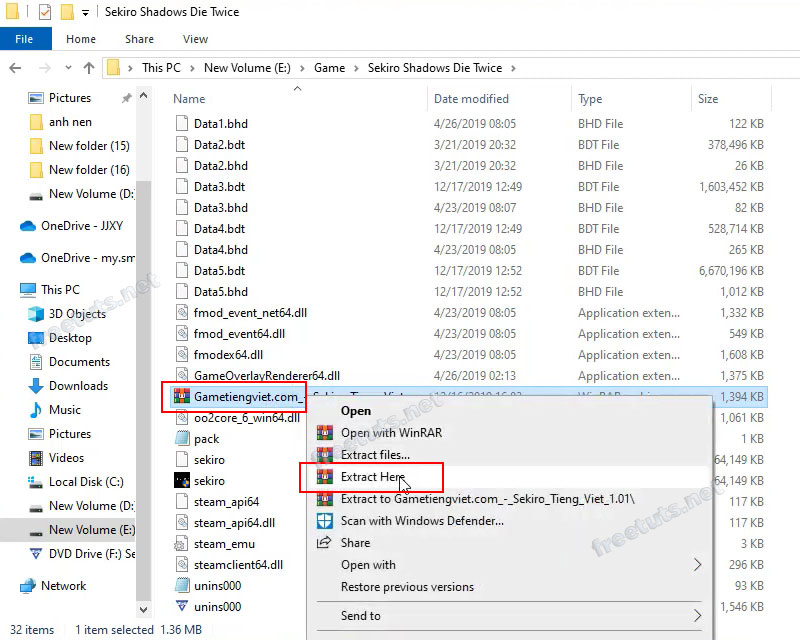 Sekiro Shadows Die Twice
File Home Share View
This PC > New Volume (E:) > Game > Sekiro Shadows Die Twice >
Name Date modified Type Size
Pictures
anh nen
New folder (15)
New folder (16)
New Volume (D:
OneDrive - JJXY
OneDrive - my.sm
This PC
3D Objects
Desktop
Documents
Downloads
Music
Pictures
Videos
Local Disk (C:)
New Volume (D:)
New Volume (E:)
DVD Drive (F:) Se
Network
Data1.bhd 4/26/2019 08:05 BHD File 122 KB
Data2.bdt 3/21/2019 20:32 BDT File 378,496 KB
Data2.bhd 3/21/2019 20:32 BHD File 26 KB
Data3.bdt 12/17/2019 12:49 BDT File 1,603,452 KB
Data3.bhd 4/23/2019 08:07 BHD File 82 KB
Data4.bdt 12/17/2019 12:49 BDT File 528,714 KB
Data4.bhd 4/23/2019 08:05 BHD File 265 KB
Data5.bdt 12/17/2019 12:52 BDT File 6,670,196 KB
Data5.bhd 12/17/2019 12:52 BHD File 1,012 KB
fmod_event_net64.dll 4/23/2019 08:05 Application exten... 1,332 KB
fmod_event64.dll 4/23/2019 08:05 Application exten... 549 KB
fmodex64.dll 4/23/2019 08:05 Application exten... 1,608 KB
GameOverlayRenderer64.dll 4/26/2019 02:13 Application exten... 1,375 KB
Gametiengviet.com_ 1,394 KB
oo2core_6_win64.dll 1,061 KB
pack 1 KB
sekiro 64,149 KB
sekiro 64,149 KB
steam_api64 117 KB
steam_api64.dll 117 KB
steam_emu 3 KB
steamclient64.dll 296 KB
unins000 93 KB
unins000 1,546 KB
Open
Open with WinRAR
Extract files...
Extract Here
Extract to Gametiengviet.com_-_Sekiro_Tieng_Viet_1.01\
Scan with Windows Defender...
Share
Open with
Restore previous versions
Send to
32 items 1 item selected 1.36 MB
freetuts.net
freetuts.net
freetuts.net